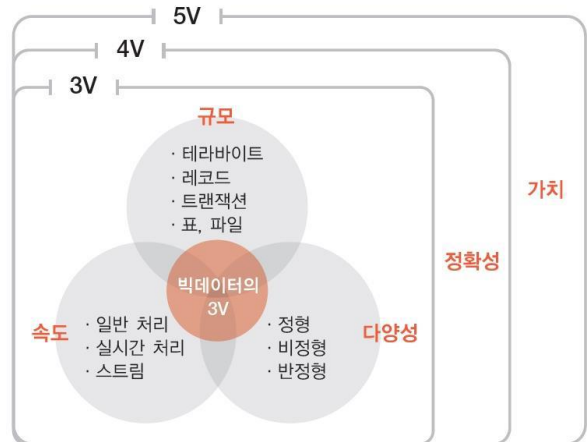 5V
4V
3V
규모
· 테라바이트
· 레코드
· 트랜잭션
· 표, 파일
가치
정확성
빅데이터의
3V
속도
· 일반 처리
· 실시간 처리
· 스트림
· 정형
· 비정형
· 반정형
다양성